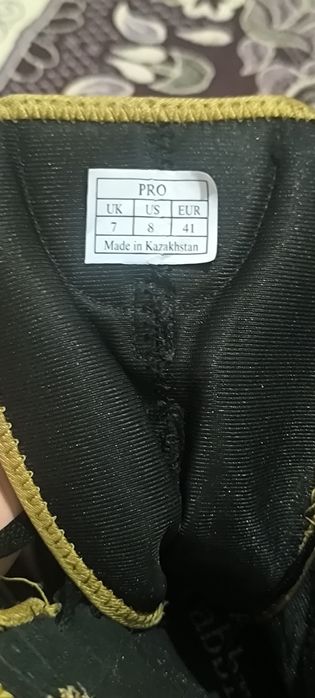 PRO
UK US EUR
7 8 41
Made in Kazakhstan